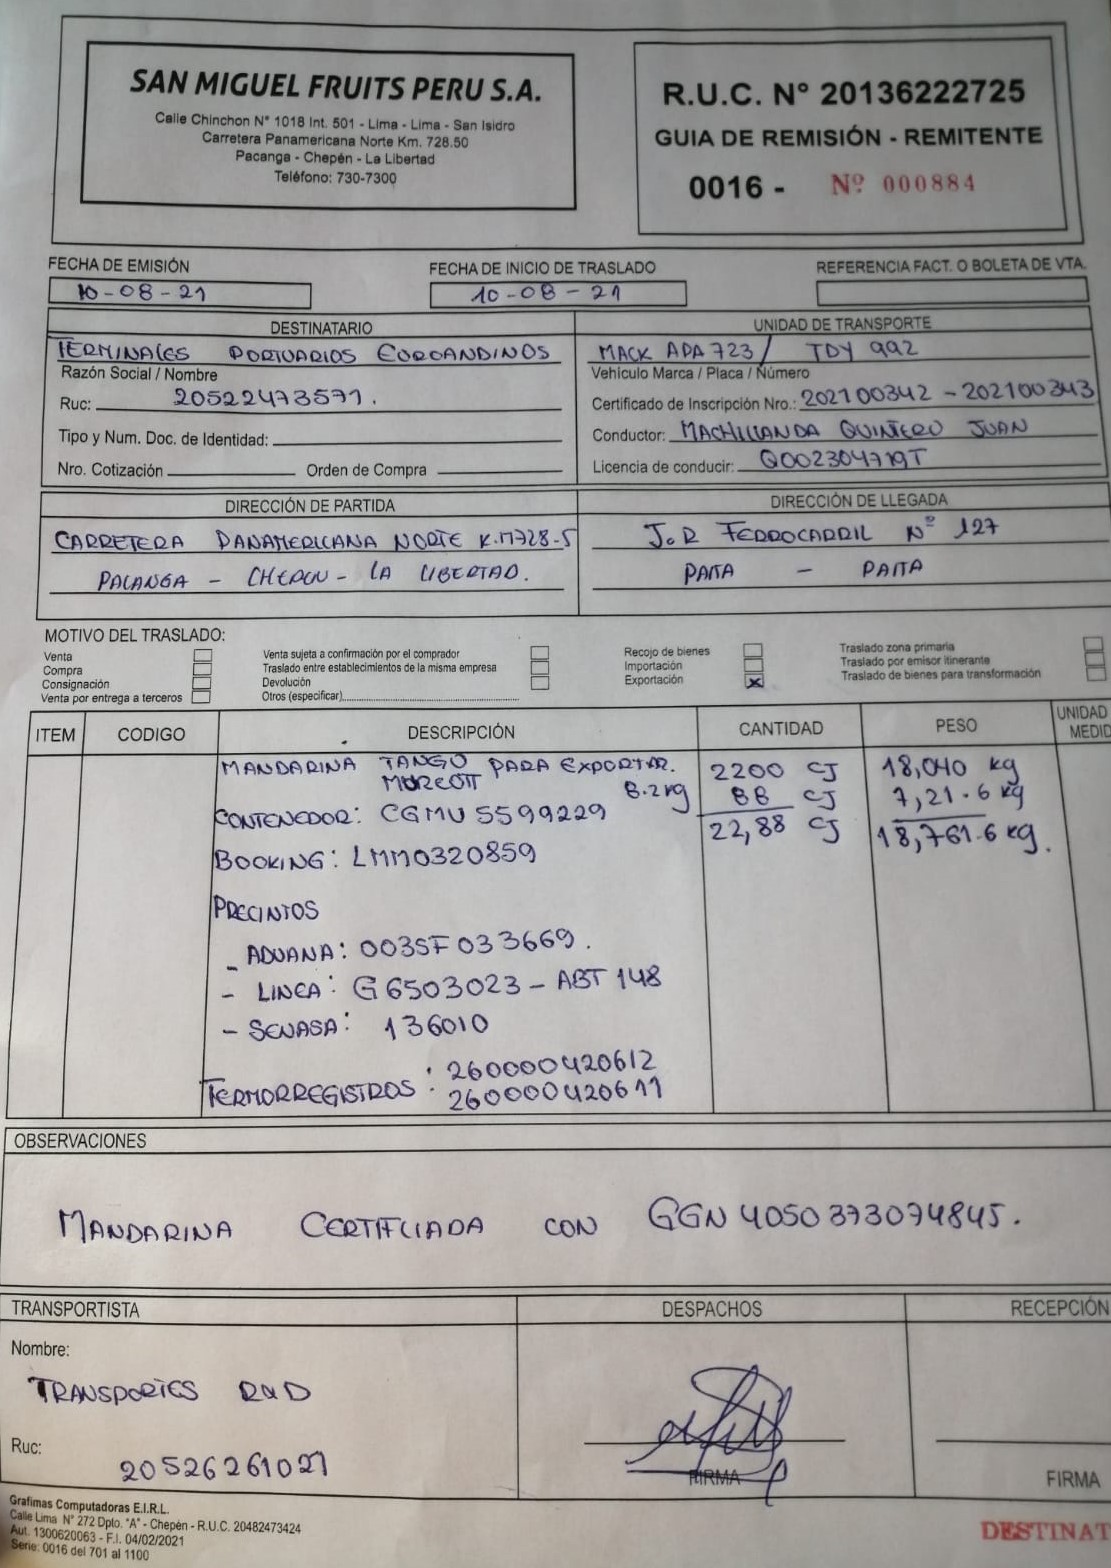 SAN MIGUEL FRUITS PERU S.A.
Calle Chinchon N° 1018 Int. 501 - Lima - Lima - San Isidro
Carretera Panamericana Norte Km. 728.50
Pacanga - Chepén - La Libertad
Teléfono: 730-7300
R.U.C. N° 20136222725
GUIA DE REMISIÓN - REMITENTE
0016 - Nº 000884
FECHA DE EMISIÓN
10-08-21
FECHA DE INICIO DE TRASLADO
10-08-21
REFERENCIA FACT. O BOLETA DE VTA.
DESTINATARIO
TERMINALES PORTUARIOS EUROANDINOS
Razón Social / Nombre
Ruc: 20522473571.
Tipo y Num. Doc. de Identidad:
Nro. Cotización Orden de Compra
UNIDAD DE TRANSPORTE
MACK ADA 723 / TDY 992
Vehículo Marca / Placa / Número
Certificado de Inscripción Nro.: 202100342 - 202100343
Conductor: MACHILLANDA QUINTERO JUAN
Licencia de conducir: Q002304719T
DIRECCIÓN DE PARTIDA
CARRETERA PANAMERICANA NORTE K.M728-5
PACANGA - CHEPEN - LA LIBERTAD.
DIRECCIÓN DE LLEGADA
J.R FERROCARRIL Nº 127
PAITA - PAITA
MOTIVO DEL TRASLADO:
Venta
Compra
Consignación
Venta por entrega a terceros
Venta sujeta a confirmación por el comprador
Traslado entre establecimientos de la misma empresa
Devolución
Otros (especificar)
Recojo de bienes
Importación
Exportación x
Traslado zona primaria
Traslado por emisor itinerante
Traslado de bienes para transformación
ITEM CODIGO DESCRIPCIÓN CANTIDAD PESO UNIDAD MEDID
MANDARINA TANGO PARA EXPORTAR. 2200 CJ 18,040 kg
MURCOTT 8.2 kg 88 CJ 7,21.6 kg
CONTENEDOR: CGMU 5599229 22,88 CJ 18,761.6 kg.
BOOKING: LMM0320859
PRECINTOS
- ADUANA: 003SF033669.
- LINEA: G6503023 - ABT 148
- SENASA: 136010
TERMORREGISTROS: 260000420612
260000420611
OBSERVACIONES
MANDARINA CERTIFLIADA CON GGN 4050373074845.
TRANSPORTISTA
Nombre:
TRANSPORTES RND
Ruc:
20526261027
DESPACHOS
FIRMA
RECEPCIÓN
FIRMA
Grafimas Computadoras E.I.R.L.
Calle Lima N° 272 Dpto. "A" - Chepén - R.U.C. 20482473424
Aut. 1300620063 - F.I. 04/02/2021
Serie: 0016 del 701 al 1100
DESTINAT